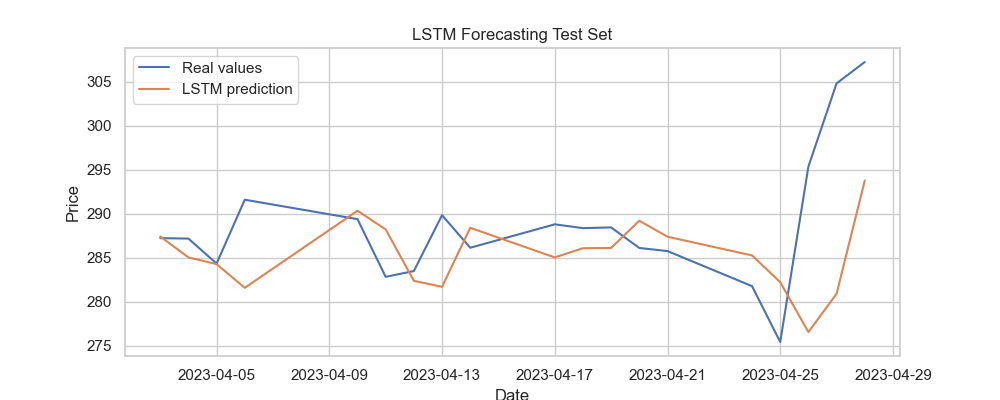 LSTM Forecasting Test Set
Real values
LSTM prediction
Price
305
300
295
290
285
280
275
2023-04-05 2023-04-09 2023-04-13 2023-04-17 2023-04-21 2023-04-25 2023-04-29
Date